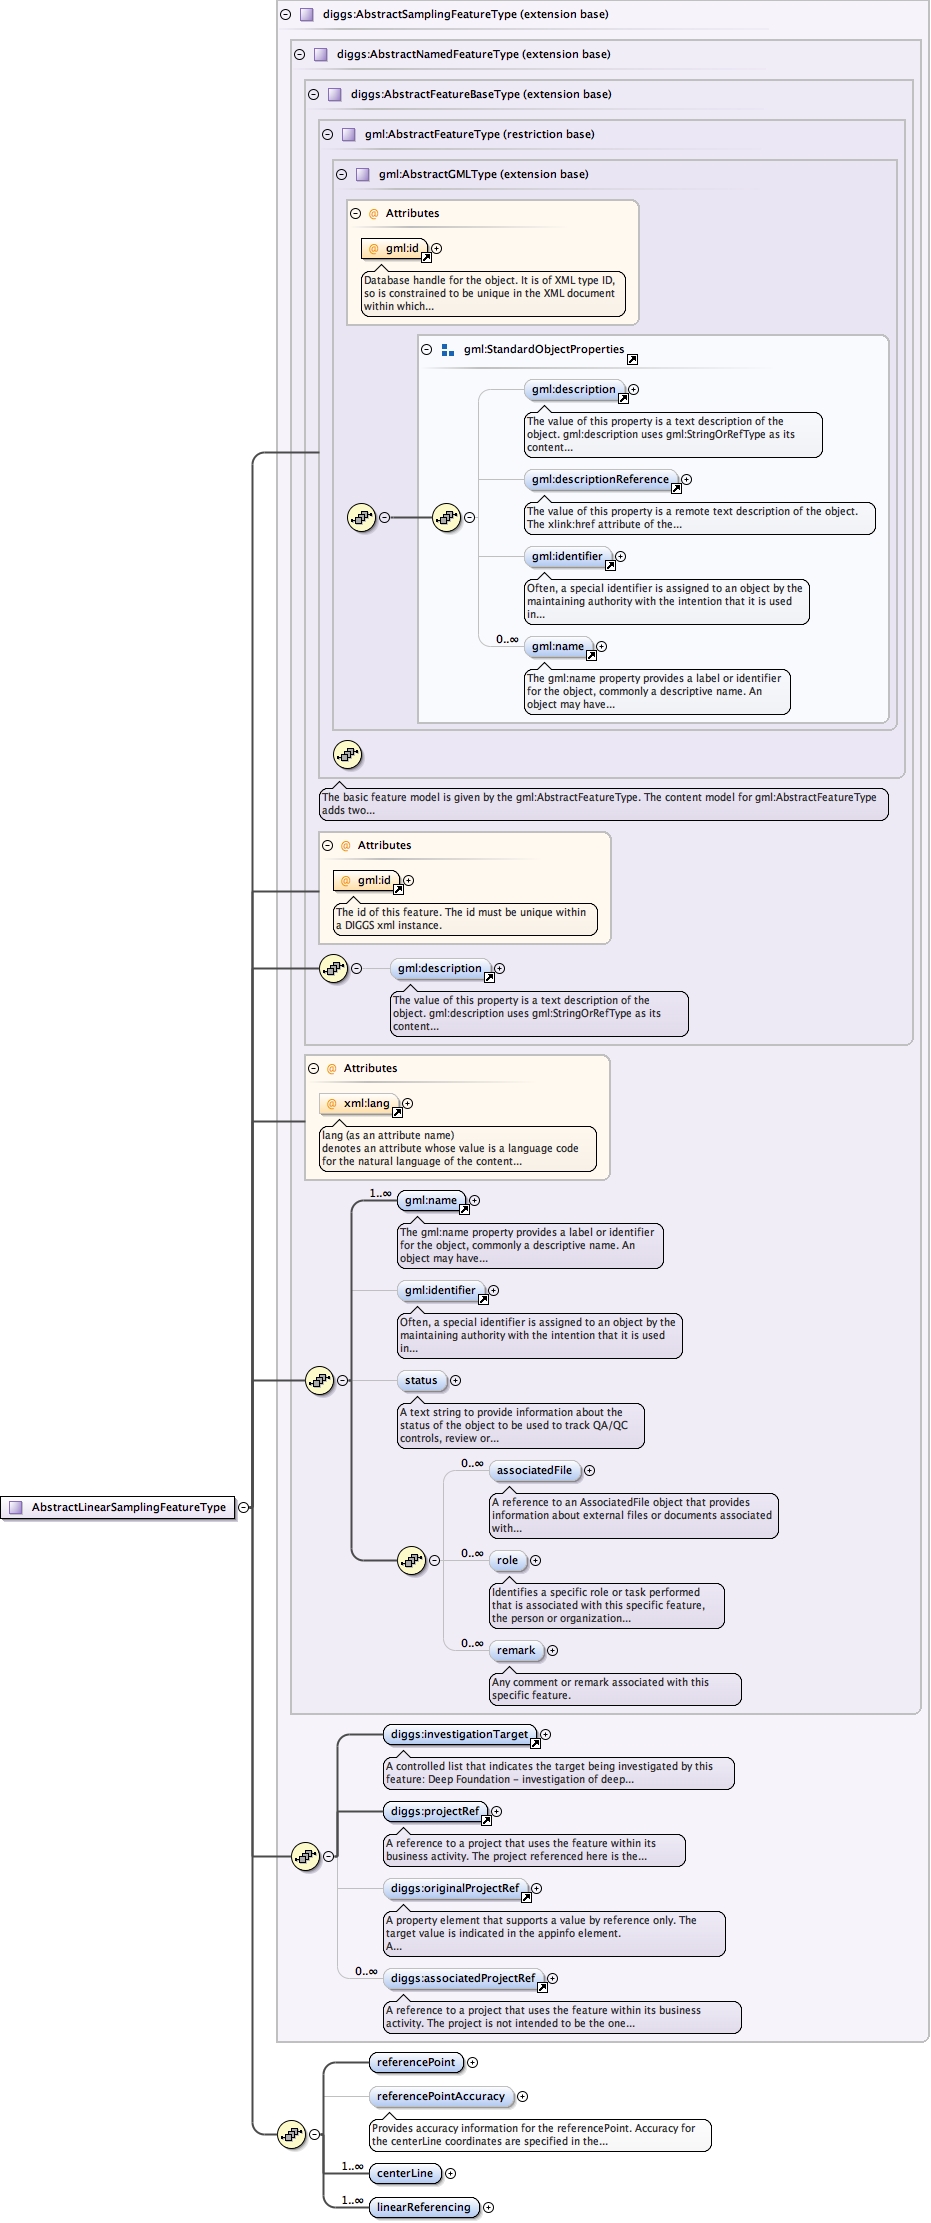 diggs:AbstractSamplingFeatureType (extension base)
diggs:AbstractNamedFeatureType (extension base)
diggs:AbstractFeatureBaseType (extension base)
gml:AbstractFeatureType (restriction base)
gml:AbstractGMLType (extension base)
@ Attributes
@ gml:id
Database handle for the object. It is of XML type ID,
so is constrained to be unique in the XML document
within which...
gml:StandardObjectProperties
gml:description
The value of this property is a text description of the
object. gml:description uses gml:StringOrRefType as its
content...
gml:descriptionReference
The value of this property is a remote text description of the object.
The xlink:href attribute of the...
gml:identifier
Often, a special identifier is assigned to an object by the
maintaining authority with the intention that it is used
in...
0..∞ gml:name
The gml:name property provides a label or identifier
for the object, commonly a descriptive name. An
object may have...
The basic feature model is given by the gml:AbstractFeatureType. The content model for gml:AbstractFeatureType
adds two...
@ Attributes
@ gml:id
The id of this feature. The id must be unique within
a DIGGS xml instance.
gml:description
The value of this property is a text description of the
object. gml:description uses gml:StringOrRefType as its
content...
@ Attributes
@ xml:lang
lang (as an attribute name)
denotes an attribute whose value is a language code
for the natural language of the content...
1..∞ gml:name
The gml:name property provides a label or identifier
for the object, commonly a descriptive name. An
object may have...
gml:identifier
Often, a special identifier is assigned to an object by the
maintaining authority with the intention that it is used
in...
status
A text string to provide information about the
status of the object to be used to track QA/QC
controls, review or...
0..∞ associatedFile
A reference to an AssociatedFile object that provides
information about external files or documents associated
with...
AbstractLinearSamplingFeatureType
0..∞ role
Identifies a specific role or task performed
that is associated with this specific feature,
the person or organization...
0..∞ remark
Any comment or remark associated with this
specific feature.
diggs:investigationTarget
A controlled list that indicates the target being investigated by this
feature: Deep Foundation – investigation of deep...
diggs:projectRef
A reference to a project that uses the feature within its
business activity. The project referenced here is the...
diggs:originalProjectRef
A property element that supports a value by reference only. The
target value is indicated in the appinfo element.
A...
0..∞ diggs:associatedProjectRef
A reference to a project that uses the feature within its business
activity. The project is not intended to be the one...
referencePoint
referencePointAccuracy
Provides accuracy information for the referencePoint. Accuracy for
the centerLine coordinates are specified in the...
1..∞ centerLine
1..∞ linearReferencing